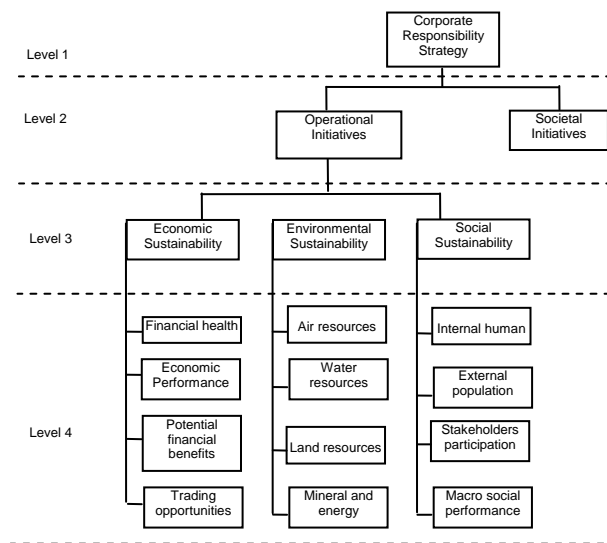 Corporate
Responsibility
Strategy
Level 1
Level 2
Operational
Initiatives
Societal
Initiatives
Level 3
Economic
Sustainability
Environmental
Sustainability
Social
Sustainability
Financial health
Air resources
Internal human
Economic
Performance
Water
resources
External
population
Level 4
Potential
financial
benefits
Land resources
Stakeholders
participation
Trading
opportunities
Mineral and
energy
Macro social
performance